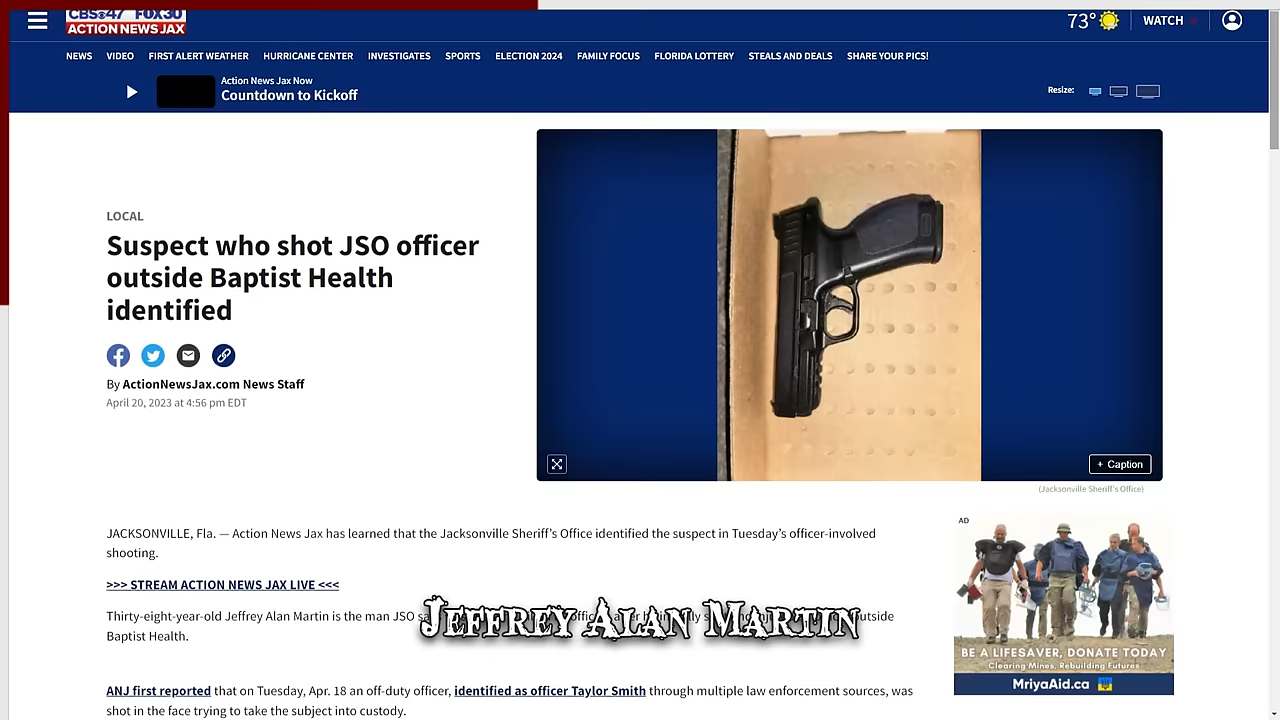 CBS 47 FOX30
ACTION NEWS JAX
73°
WATCH
NEWS VIDEO FIRST ALERT WEATHER HURRICANE CENTER INVESTIGATES SPORTS ELECTION 2024 FAMILY FOCUS FLORIDA LOTTERY STEALS AND DEALS SHARE YOUR PICS!
Action News Jax Now
Countdown to Kickoff
Resize:
LOCAL
Suspect who shot JSO officer
outside Baptist Health
identified
By ActionNewsJax.com News Staff
April 20, 2023 at 4:56 pm EDT
+ Caption
(Jacksonville Sheriff's Office)
JACKSONVILLE, Fla. — Action News Jax has learned that the Jacksonville Sheriff's Office identified the suspect in Tuesday's officer-involved
shooting.
>>> STREAM ACTION NEWS JAX LIVE <<<
Thirty-eight-year-old Jeffrey Alan Martin is the man JSO
Baptist Health.
Jeffrey Alan Martin
ANJ first reported that on Tuesday, Apr. 18 an off-duty officer, identified as officer Taylor Smith through multiple law enforcement sources, was
shot in the face trying to take the subject into custody.
AD
BE A LIFESAVER, DONATE TODAY
Clearing Mines, Rebuilding Futures
MriyaAid.ca